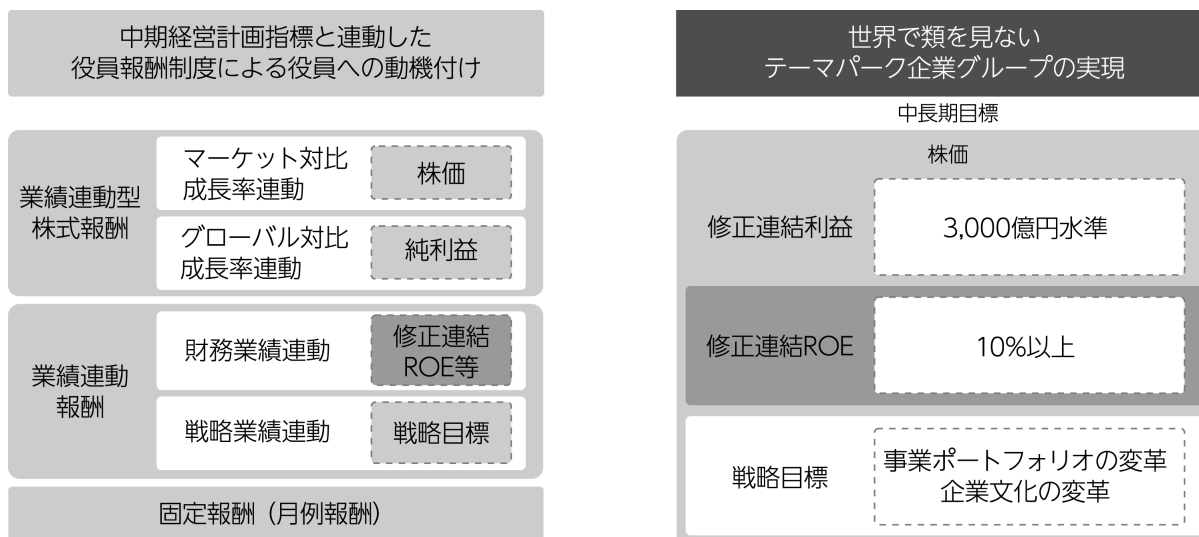 中期経営計画指標と連動した
役員報酬制度による役員への動機付け
業績連動型
株式報酬
マーケット対比
成長率連動
株価
グローバル対比
成長率連動
純利益
業績連動
報酬
財務業績連動
修正連結
ROE等
戦略業績連動
戦略目標
固定報酬（月例報酬）
世界で類を見ない
テーマパーク企業グループの実現
中長期目標
株価
修正連結利益
3,000億円水準
修正連結ROE
10%以上
戦略目標
事業ポートフォリオの変革
企業文化の変革